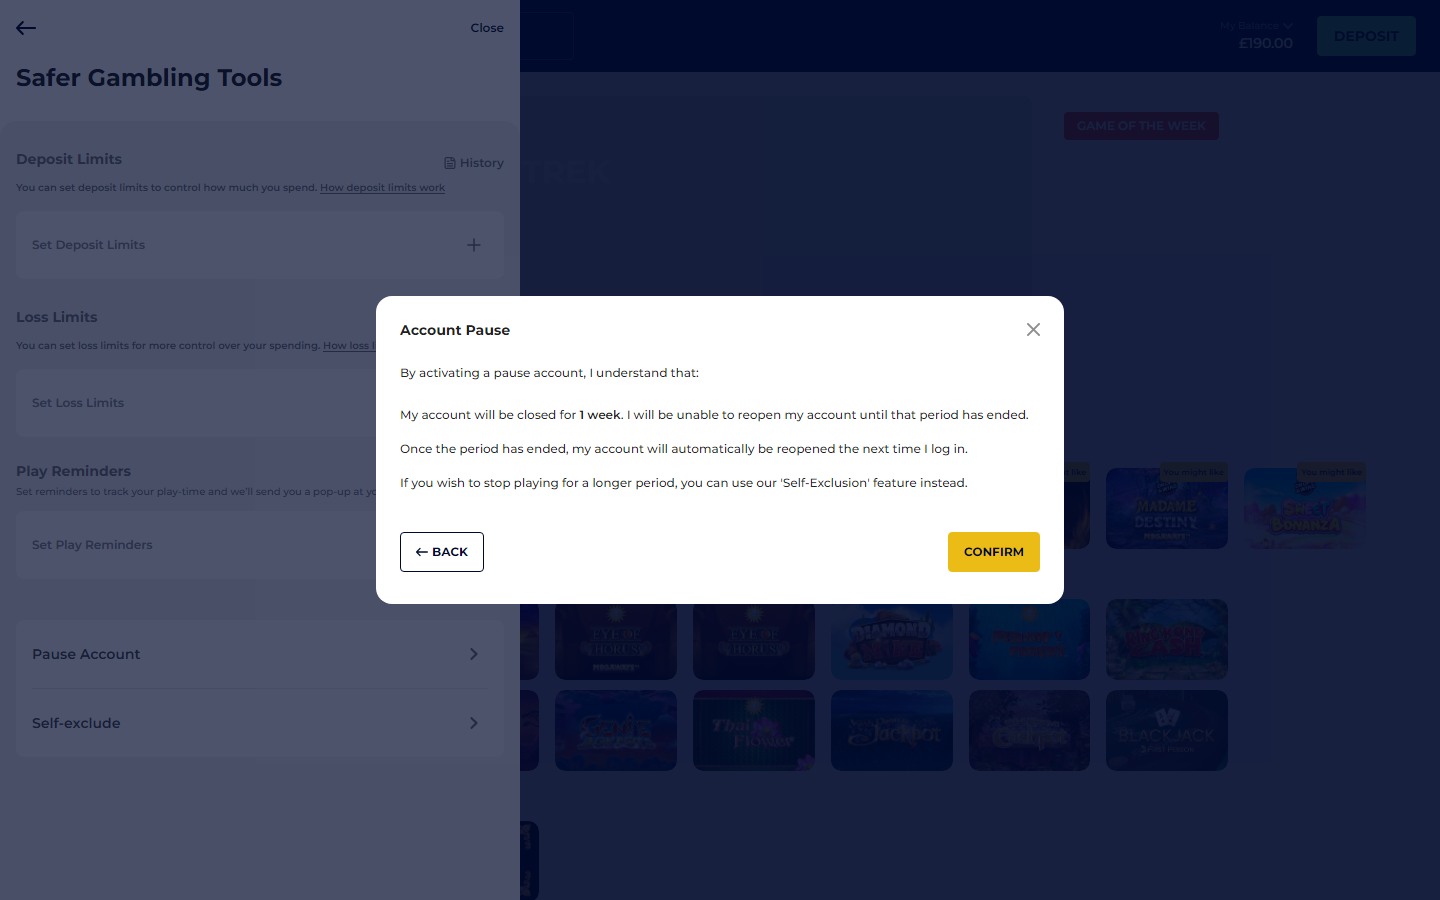 Close
My Balance
£190.00
DEPOSIT
Safer Gambling Tools
GAME OF THE WEEK
TREK
Deposit Limits
History
You can set deposit limits to control how much you spend. How deposit limits work
Set Deposit Limits
Loss Limits
You can set loss limits for more control over your spending. How loss
Set Loss Limits
Play Reminders
Set reminders to track your play-time and we'll send you a pop-up at
Set Play Reminders
Pause Account
Self-exclude
Account Pause
By activating a pause account, I understand that:
My account will be closed for 1 week. I will be unable to reopen my account until that period has ended.
Once the period has ended, my account will automatically be reopened the next time I log in.
If you wish to stop playing for a longer period, you can use our 'Self-Exclusion' feature instead.
BACK
CONFIRM
like
You might like
You might like
MADAME
DESTINY
MEGAWAYS
SWEET
BONANZA
EYE OF
HORUS
MEGAWAYS
EYE OF
HORUS
DIAMOND
Thai
Flower
Jackpot
BLACKJACK